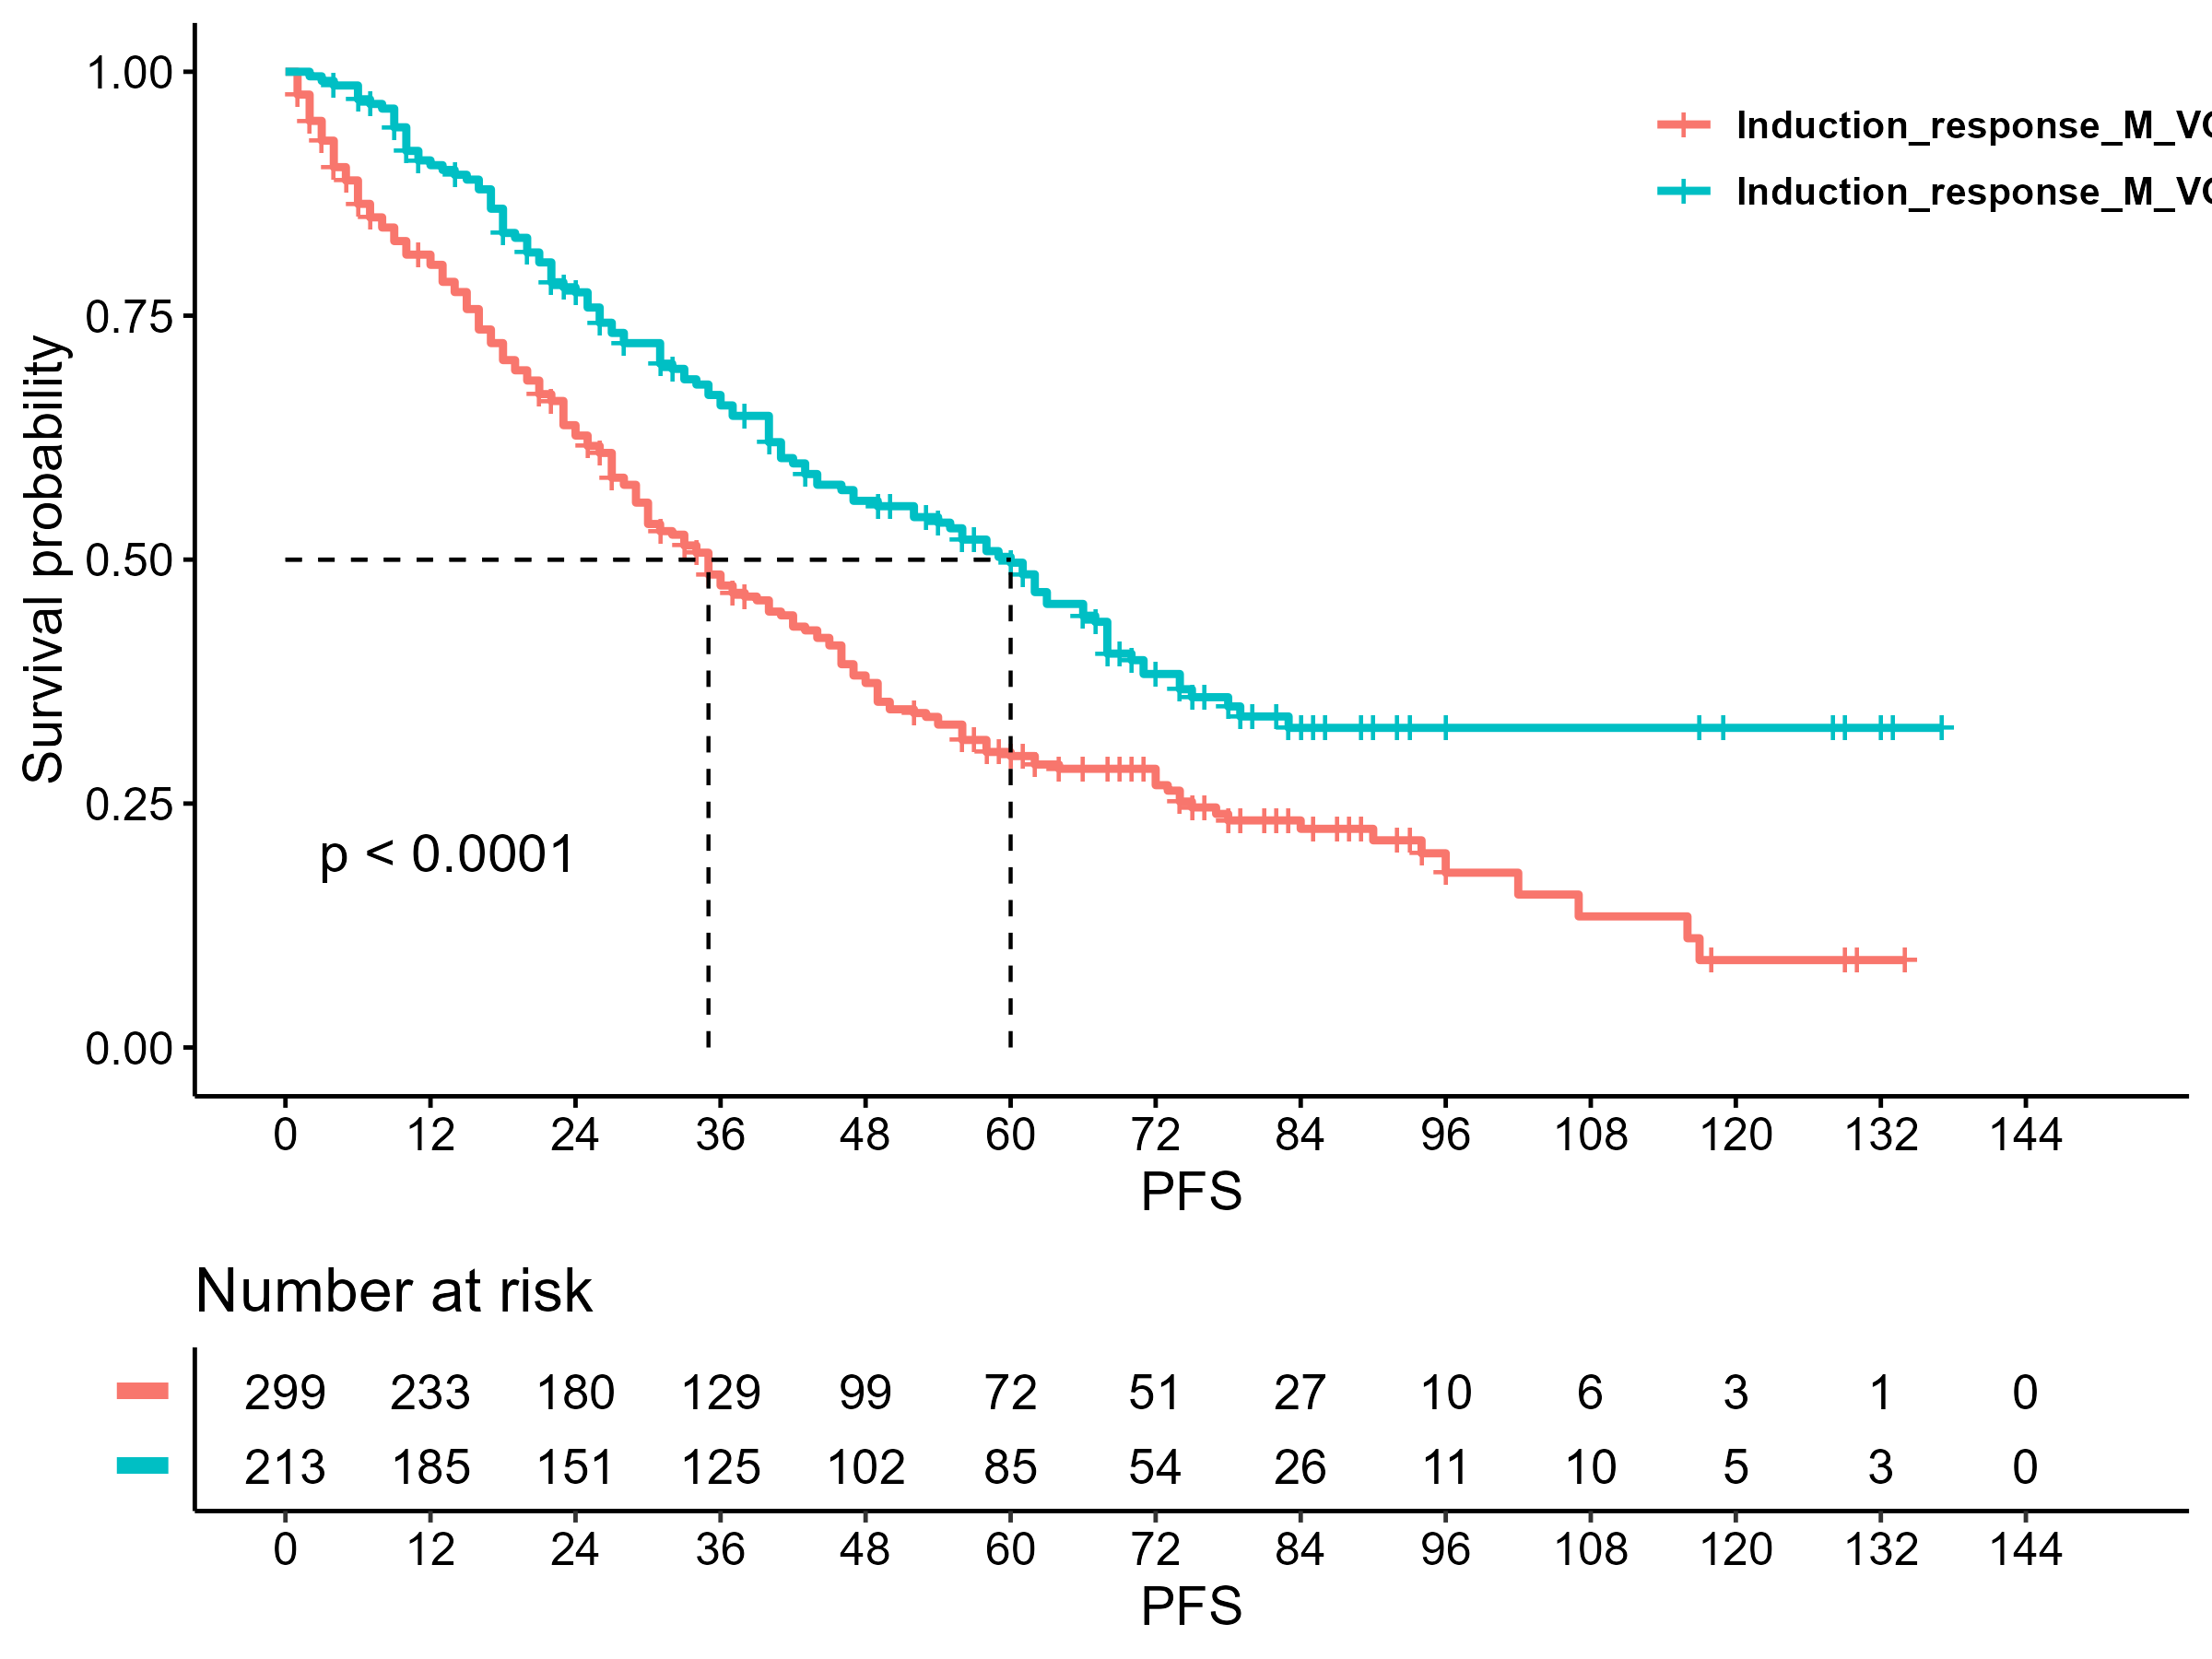 1.00
0.75
0.50
0.25
0.00
Survival probability
Induction_response_M_VG
Induction_response_M_VG
p < 0.0001
0 12 24 36 48 60 72 84 96 108 120 132 144
PFS
Number at risk
299 233 180 129 99 72 51 27 10 6 3 1 0
213 185 151 125 102 85 54 26 11 10 5 3 0
0 12 24 36 48 60 72 84 96 108 120 132 144
PFS